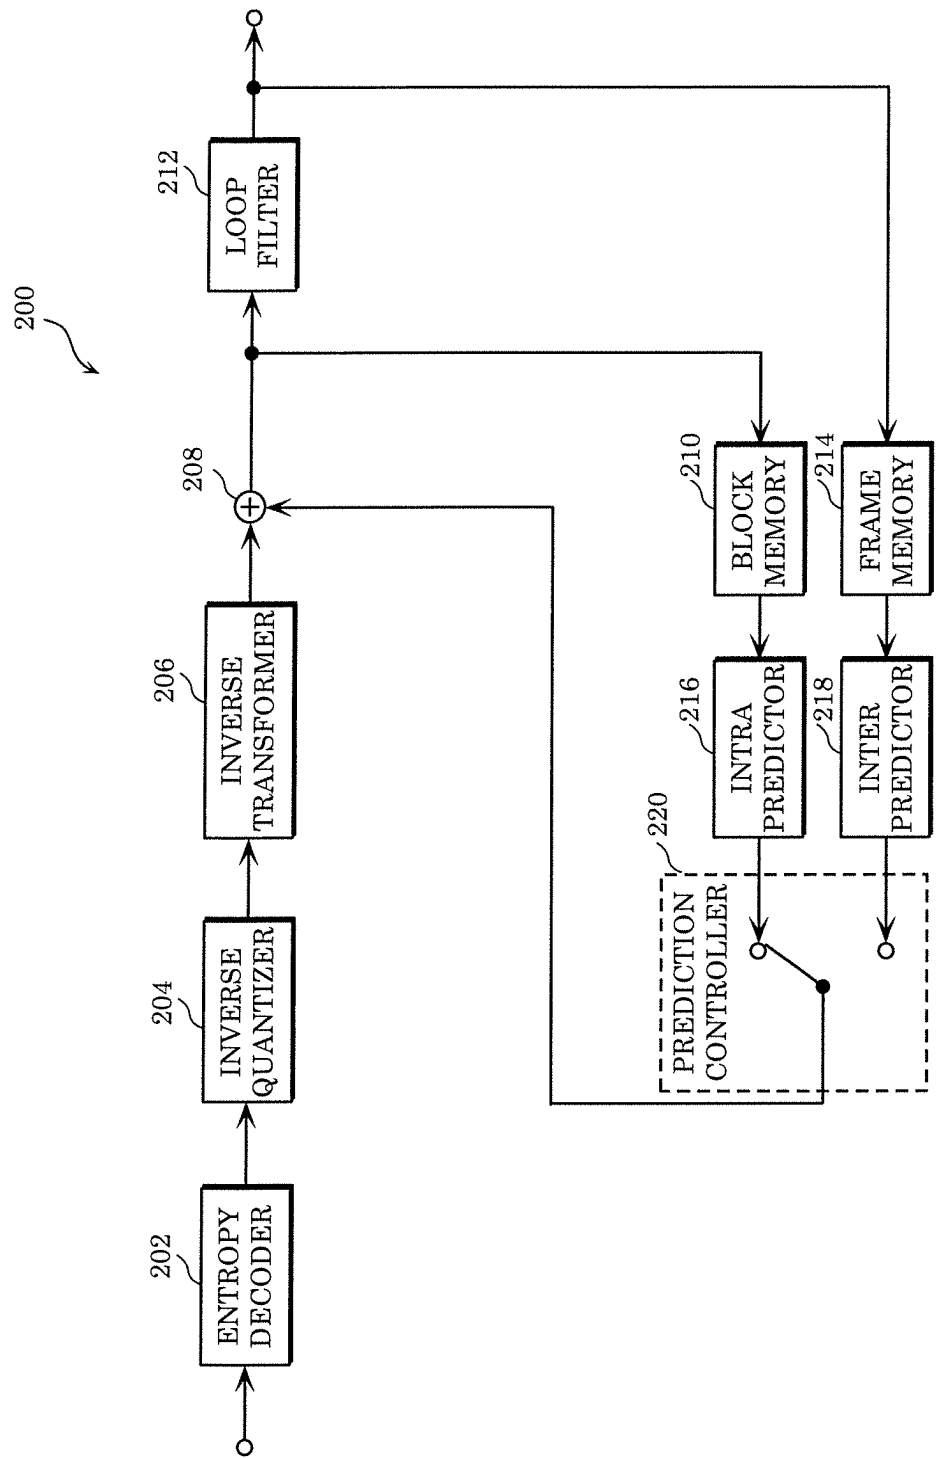 200
202
ENTROPY
DECODER
204
INVERSE
QUANTIZER
206
INVERSE
TRANSFORMER
208
212
LOOP
FILTER
220
PREDICTION
CONTROLLER
216
INTRA
PREDICTOR
210
BLOCK
MEMORY
218
INTER
PREDICTOR
214
FRAME
MEMORY